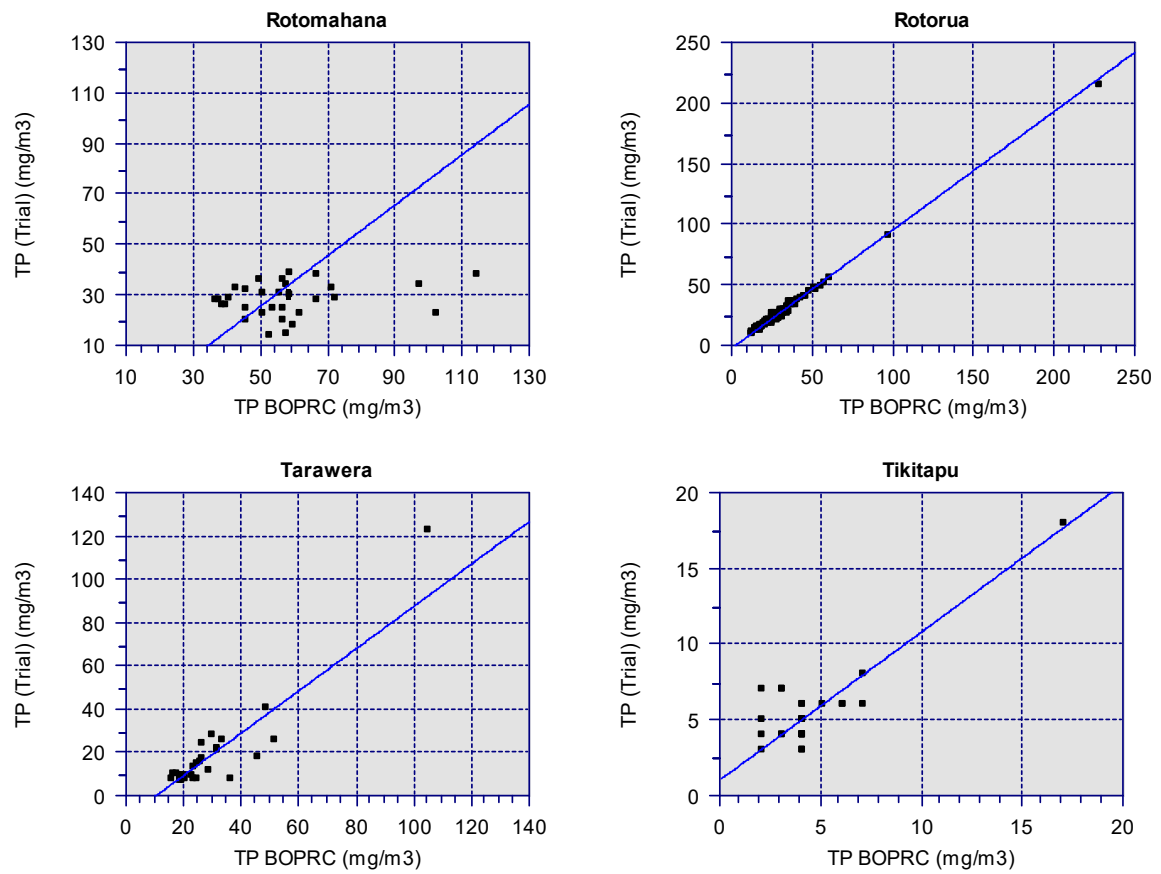 Rotomahana
130
110
90
70
50
30
10
TP (Trial) (mg/m3)
10 30 50 70 90 110 130
TP BOPRC (mg/m3)
Rotorua
250
200
150
100
50
0
TP (Trial) (mg/m3)
0 50 100 150 200 250
TP BOPRC (mg/m3)
Tarawera
140
120
100
80
60
40
20
0
TP (Trial) (mg/m3)
0 20 40 60 80 100 120 140
TP BOPRC (mg/m3)
Tikitapu
20
15
10
5
0
TP (Trial) (mg/m3)
0 5 10 15 20
TP BOPRC (mg/m3)